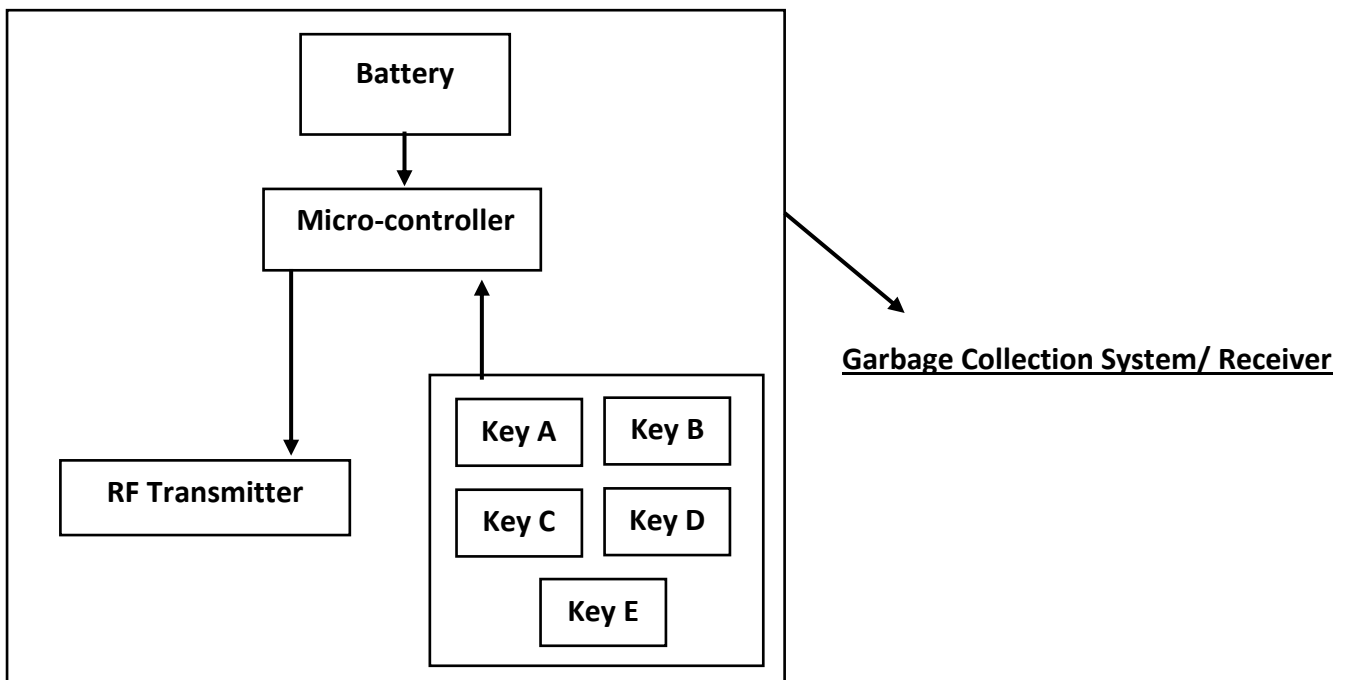 Battery
Micro-controller
Garbage Collection System/ Receiver
Key A
Key B
RF Transmitter
Key C
Key D
Key E